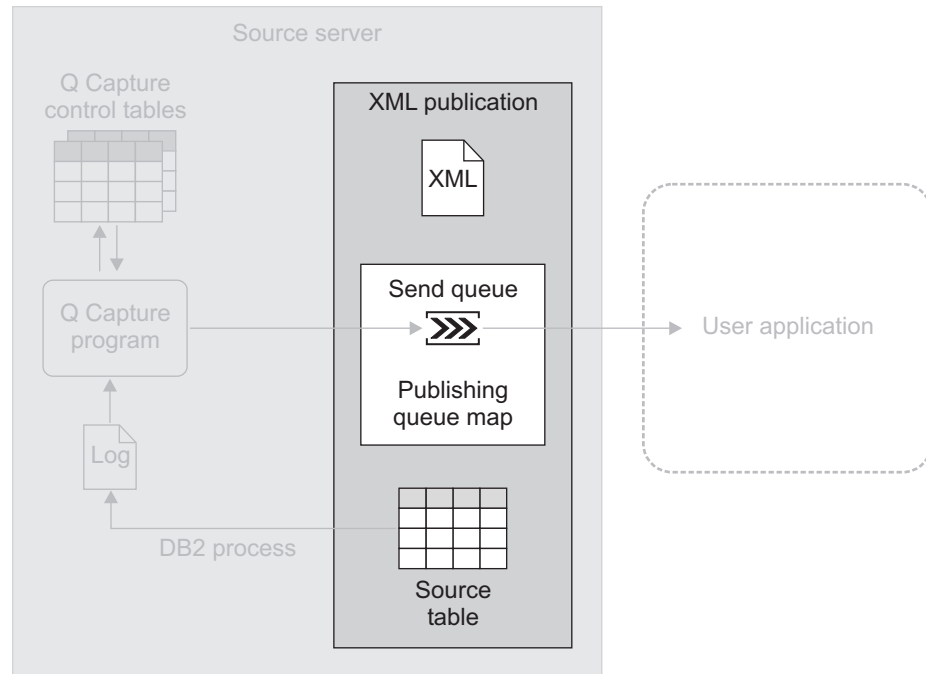 Source server
Q Capture
control tables
XML publication
XML
Send queue
Q Capture
program
User application
Publishing
queue map
Log
DB2 process
Source
table